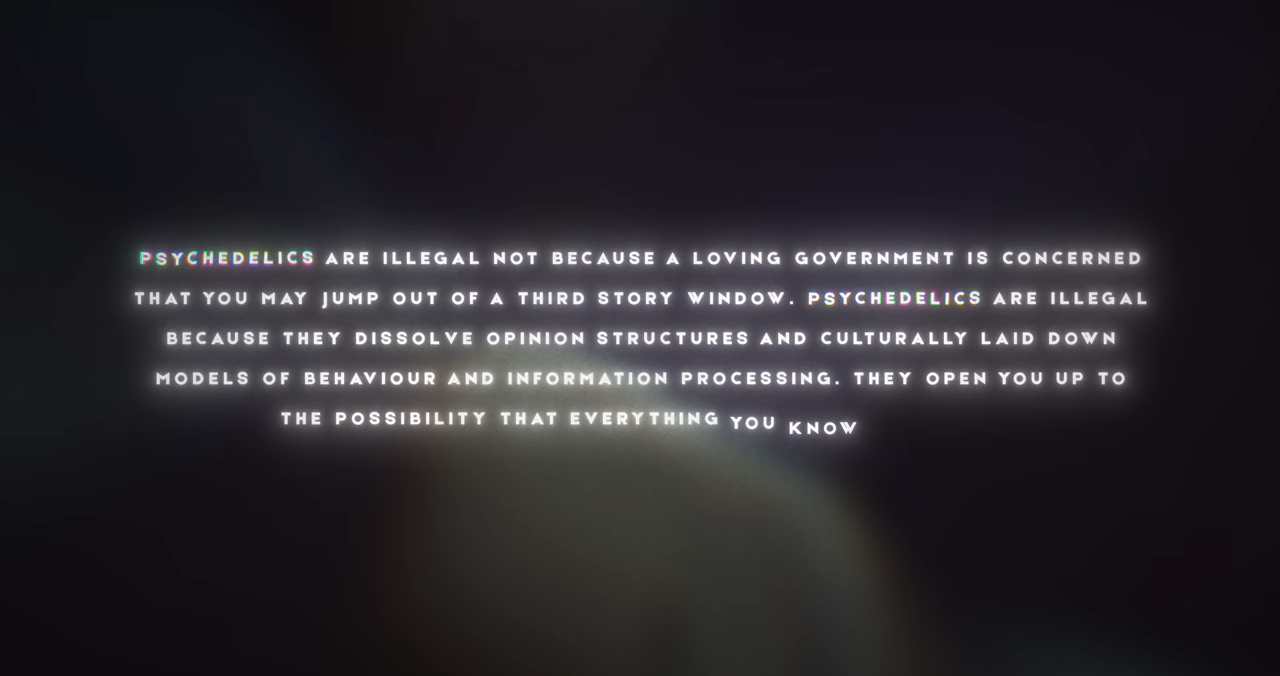 PSYCHEDELICS ARE ILLEGAL NOT BECAUSE A LOVING GOVERNMENT IS CONCERNED
THAT YOU MAY JUMP OUT OF A THIRD STORY WINDOW. PSYCHEDELICS ARE ILLEGAL
BECAUSE THEY DISSOLVE OPINION STRUCTURES AND CULTURALLY LAID DOWN
MODELS OF BEHAVIOUR AND INFORMATION PROCESSING. THEY OPEN YOU UP TO
THE POSSIBILITY THAT EVERYTHING YOU KNOW